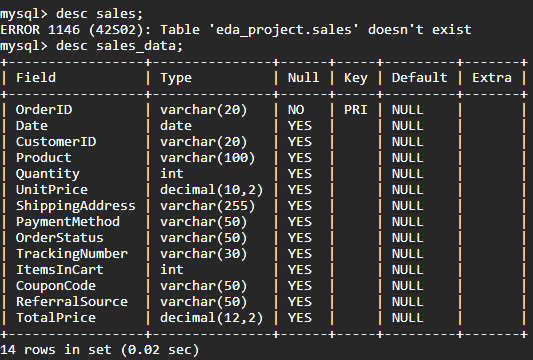 mysql> desc sales;
ERROR 1146 (42S02): Table 'eda_project.sales' doesn't exist
mysql> desc sales_data;
+-----------------+---------------+------+-----+---------+-------+
| Field           | Type          | Null | Key | Default | Extra |
+-----------------+---------------+------+-----+---------+-------+
| OrderID         | varchar(20)   | NO   | PRI | NULL    |       |
| Date            | date          | YES  |     | NULL    |       |
| CustomerID      | varchar(20)   | YES  |     | NULL    |       |
| Product         | varchar(100)  | YES  |     | NULL    |       |
| Quantity        | int           | YES  |     | NULL    |       |
| UnitPrice       | decimal(10,2) | YES  |     | NULL    |       |
| ShippingAddress | varchar(255)  | YES  |     | NULL    |       |
| PaymentMethod   | varchar(50)   | YES  |     | NULL    |       |
| OrderStatus     | varchar(50)   | YES  |     | NULL    |       |
| TrackingNumber  | varchar(30)   | YES  |     | NULL    |       |
| ItemsInCart     | int           | YES  |     | NULL    |       |
| CouponCode      | varchar(50)   | YES  |     | NULL    |       |
| ReferralSource  | varchar(50)   | YES  |     | NULL    |       |
| TotalPrice      | decimal(12,2) | YES  |     | NULL    |       |
+-----------------+---------------+------+-----+---------+-------+
14 rows in set (0.02 sec)